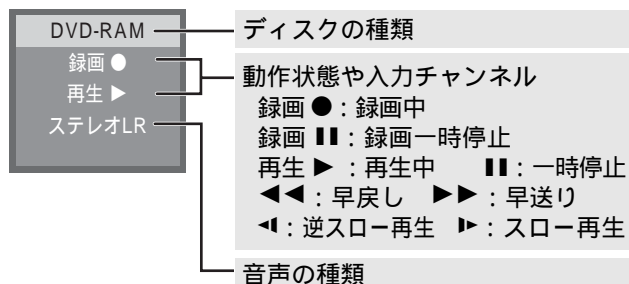 DVD-RAM
録画 ●
再生 ▶
ステレオLR
ディスクの種類
動作状態や入力チャンネル
録画 ● : 録画中
録画 ▮▮ : 録画一時停止
再生 ▶ : 再生中 ▮▮ : 一時停止
◀◀ : 早戻し ▶▶ : 早送り
◀▮ : 逆スロー再生 ▮▶ : スロー再生
音声の種類